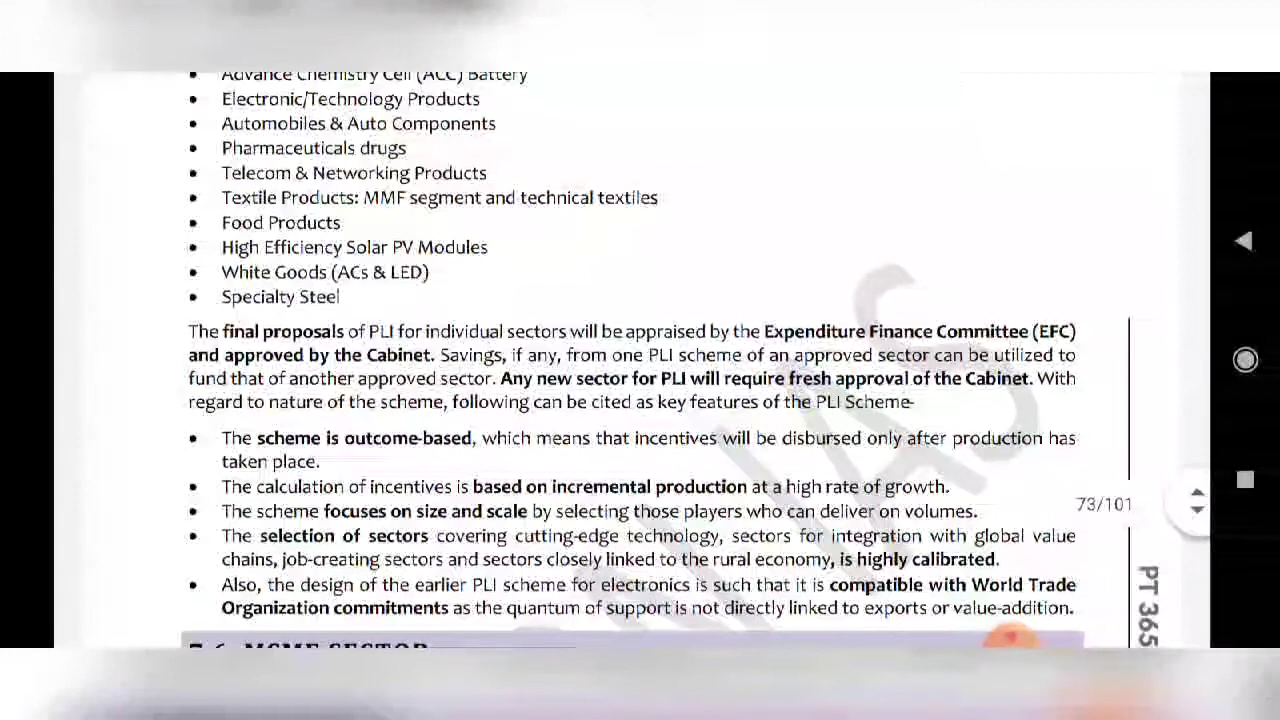 • Advance Chemistry Cell (ACC) Battery
• Electronic/Technology Products
• Automobiles & Auto Components
• Pharmaceuticals drugs
• Telecom & Networking Products
• Textile Products: MMF segment and technical textiles
• Food Products
• High Efficiency Solar PV Modules
• White Goods (ACs & LED)
• Specialty Steel
The final proposals of PLI for individual sectors will be appraised by the Expenditure Finance Committee (EFC)
and approved by the Cabinet. Savings, if any, from one PLI scheme of an approved sector can be utilized to
fund that of another approved sector. Any new sector for PLI will require fresh approval of the Cabinet. With
regard to nature of the scheme, following can be cited as key features of the PLI Scheme-
• The scheme is outcome-based, which means that incentives will be disbursed only after production has
taken place.
• The calculation of incentives is based on incremental production at a high rate of growth.
• The scheme focuses on size and scale by selecting those players who can deliver on volumes.
• The selection of sectors covering cutting-edge technology, sectors for integration with global value
chains, job-creating sectors and sectors closely linked to the rural economy, is highly calibrated.
• Also, the design of the earlier PLI scheme for electronics is such that it is compatible with World Trade
Organization commitments as the quantum of support is not directly linked to exports or value-addition.
73/101
PT 365
7.6 MSME SECTOR
IAS